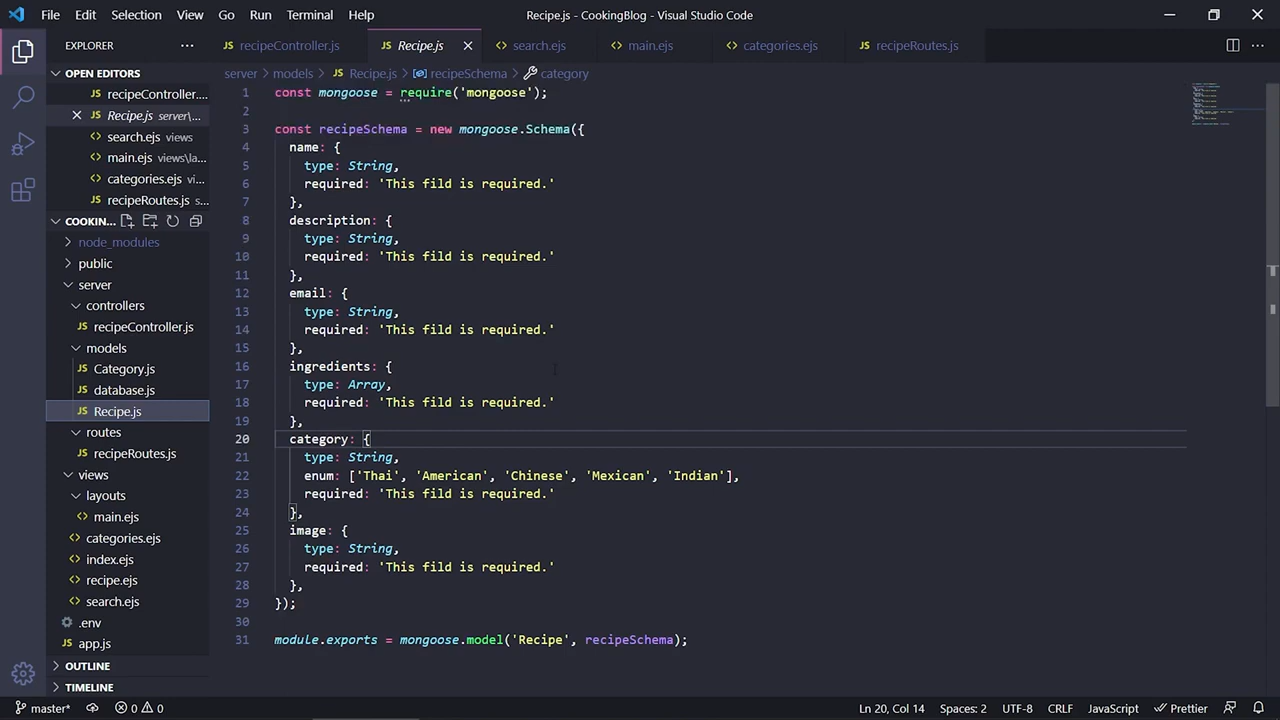 File Edit Selection View Go Run Terminal Help Recipe.js - CookingBlog - Visual Studio Code
EXPLORER
recipeController.js Recipe.js search.ejs main.ejs categories.ejs recipeRoutes.js
OPEN EDITORS
recipeController....
Recipe.js server\...
search.ejs views
main.ejs views\la...
categories.ejs vi...
recipeRoutes.js s...
COOKIN...
node_modules
public
server
controllers
recipeController.js
models
Category.js
database.js
Recipe.js
routes
recipeRoutes.js
views
layouts
main.ejs
categories.ejs
index.ejs
recipe.ejs
search.ejs
.env
app.js
OUTLINE
TIMELINE
server > models > JS Recipe.js > recipeSchema > category
1 const mongoose = require('mongoose');
2
3 const recipeSchema = new mongoose.Schema({
4 name: {
5 type: String,
6 required: 'This fild is required.'
7 },
8 description: {
9 type: String,
10 required: 'This fild is required.'
11 },
12 email: {
13 type: String,
14 required: 'This fild is required.'
15 },
16 ingredients: {
17 type: Array,
18 required: 'This fild is required.'
19 },
20 category: {
21 type: String,
22 enum: ['Thai', 'American', 'Chinese', 'Mexican', 'Indian'],
23 required: 'This fild is required.'
24 },
25 image: {
26 type: String,
27 required: 'This fild is required.'
28 },
29 });
30
31 module.exports = mongoose.model('Recipe', recipeSchema);
master* 0 0 Ln 20, Col 14 Spaces: 2 UTF-8 CRLF JavaScript Prettier